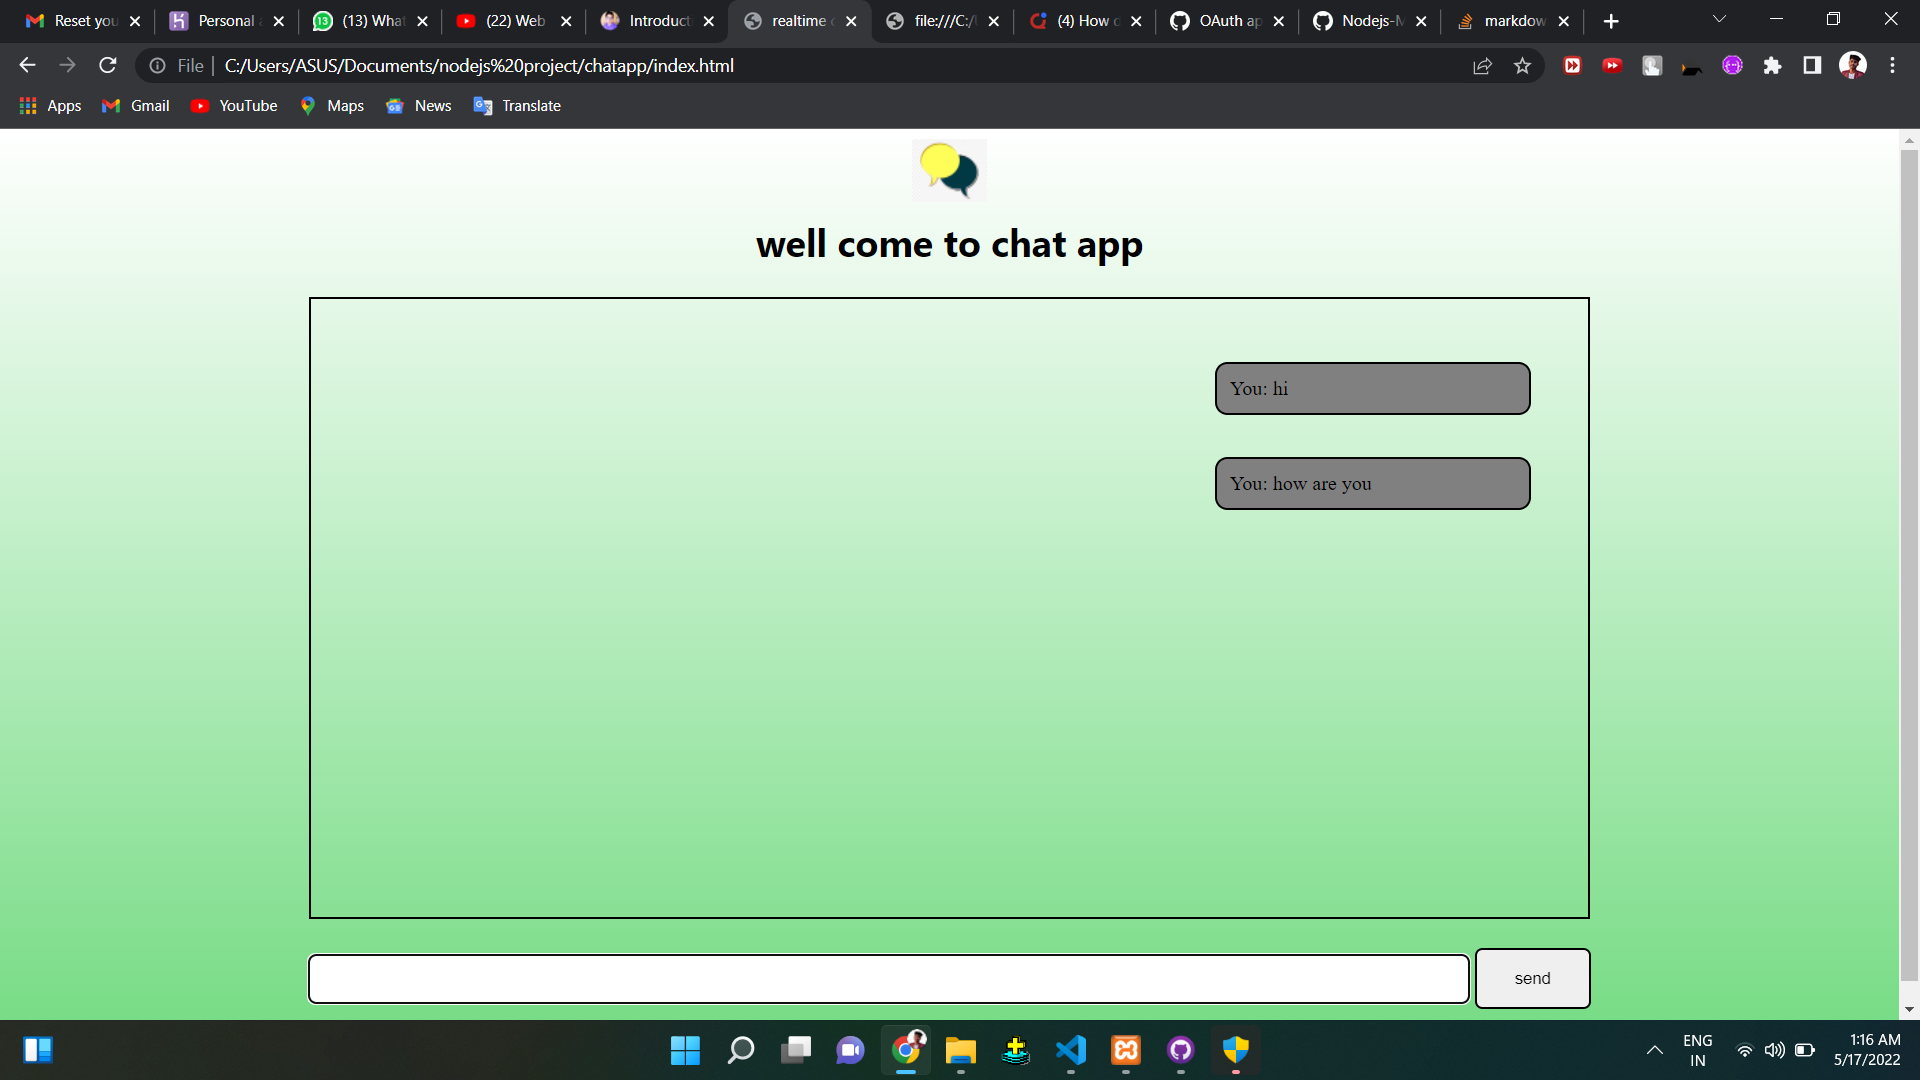 Reset you
Personal a
(13) What
(22) Web
Introduct
realtime c
file:///C:/
(4) How o
OAuth ap
Nodejs-M
markdow
File
C:/Users/ASUS/Documents/nodejs%20project/chatapp/index.html
Apps
Gmail
YouTube
Maps
News
Translate
well come to chat app
You: hi
You: how are you
send
ENG
IN
1:16 AM
5/17/2022